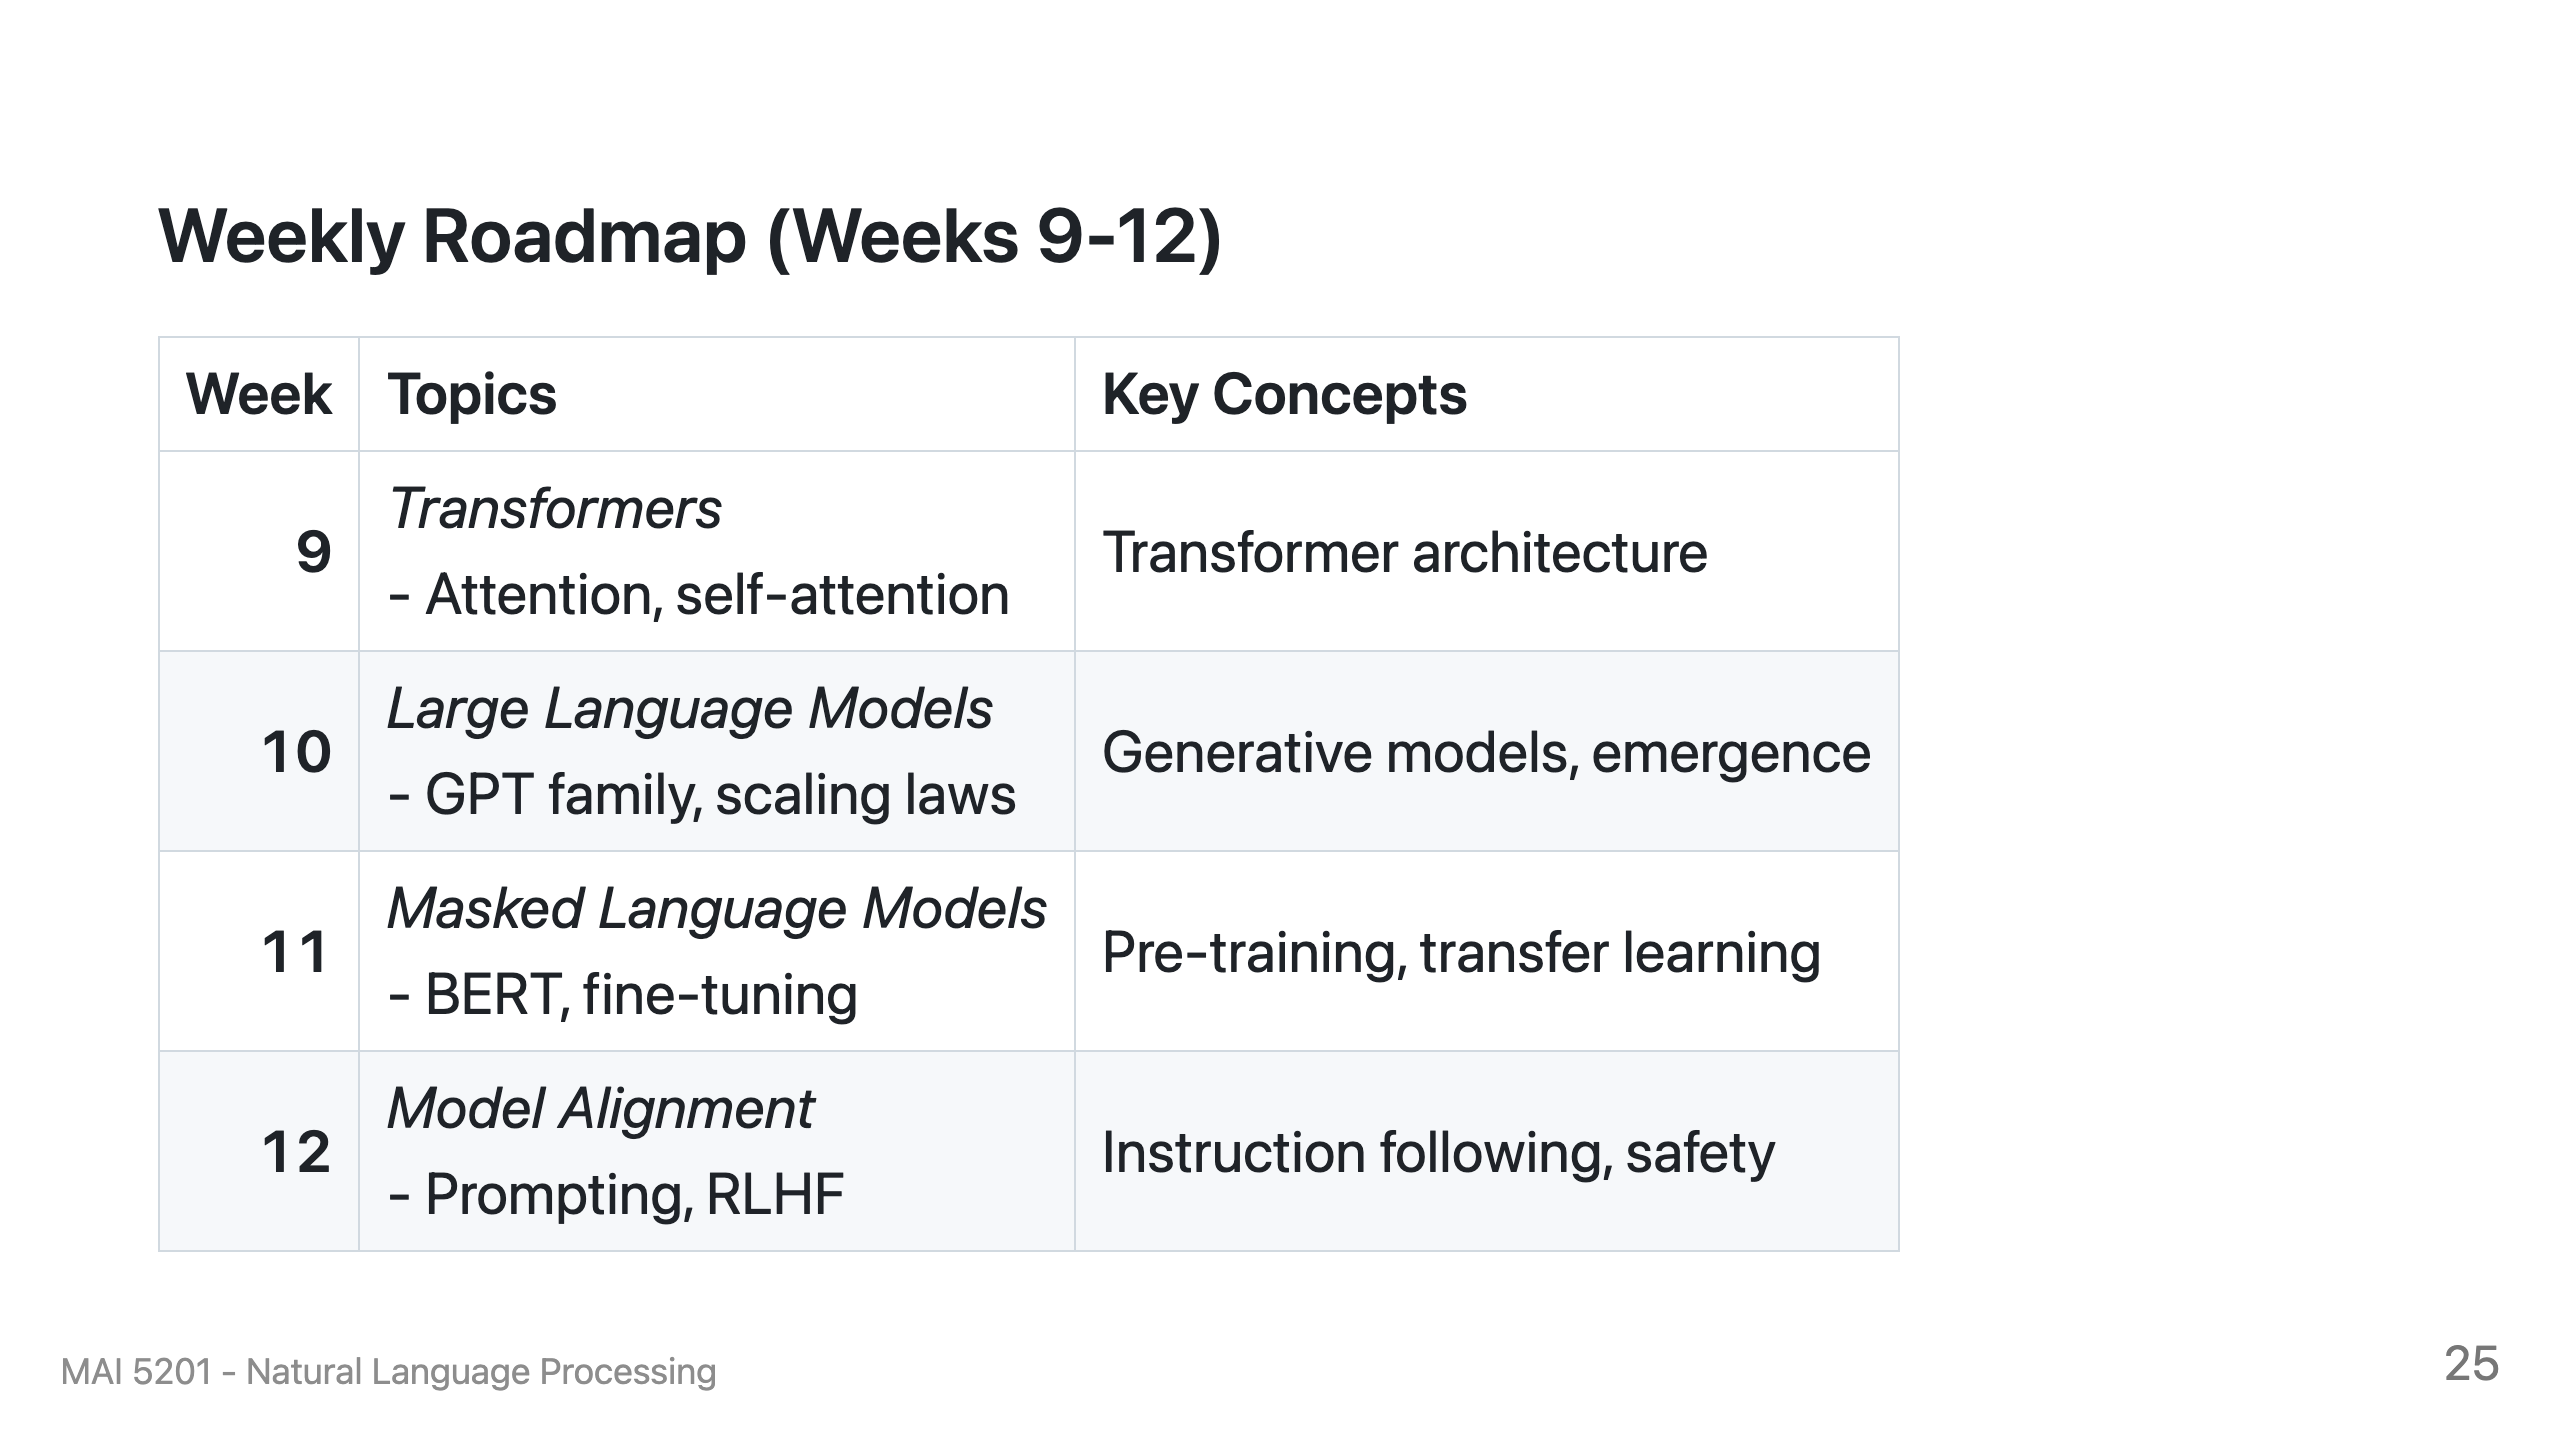 Weekly Roadmap (Weeks 9-12)
Week Topics Key Concepts
9
Transformers
- Attention, self-attention
Transformer architecture
10
Large Language Models
- GPT family, scaling laws
Generative models, emergence
11
Masked Language Models
- BERT, fine-tuning
Pre-training, transfer learning
12
Model Alignment
- Prompting, RLHF
Instruction following, safety
MAI 5201 - Natural Language Processing
25